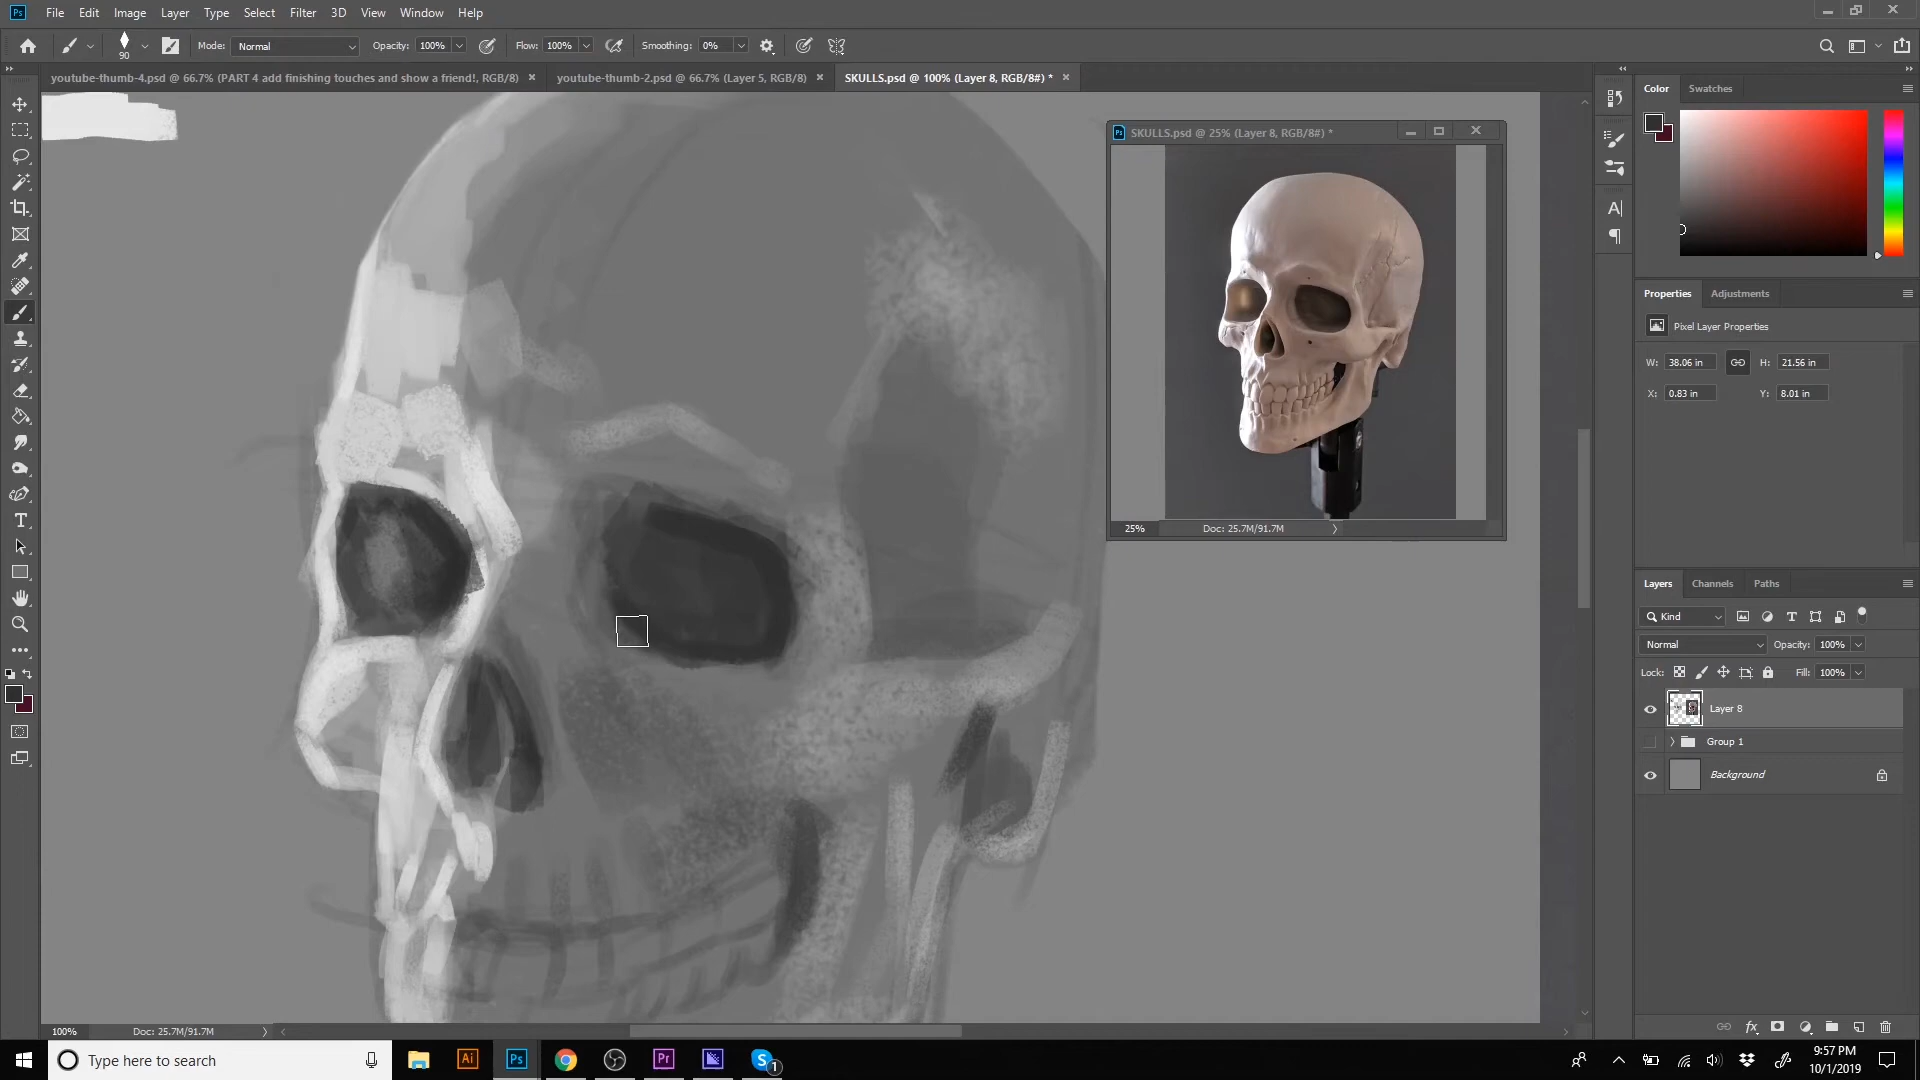 Ps File Edit Image Layer Type Select Filter 3D View Window Help
90 Mode: Normal Opacity: 100% Flow: 100% Smoothing: 0%
youtube-thumb-4.psd @ 66.7% (PART 4 add finishing touches and show a friend!, RGB/8) × youtube-thumb-2.psd @ 66.7% (Layer 5, RGB/8) × SKULLS.psd @ 100% (Layer 8, RGB/8#) * ×
Color Swatches
SKULLS.psd @ 25% (Layer 8, RGB/8#) *
25% Doc: 25.7M/91.7M
Properties Adjustments
Pixel Layer Properties
W: 38.06 in H: 21.56 in
X: 0.83 in Y: 8.01 in
Layers Channels Paths
Kind
Normal Opacity: 100%
Lock: Fill: 100%
Layer 8
Group 1
Background
100% Doc: 25.7M/91.7M
Type here to search
Ai Ps Pr 1
9:57 PM
10/1/2019